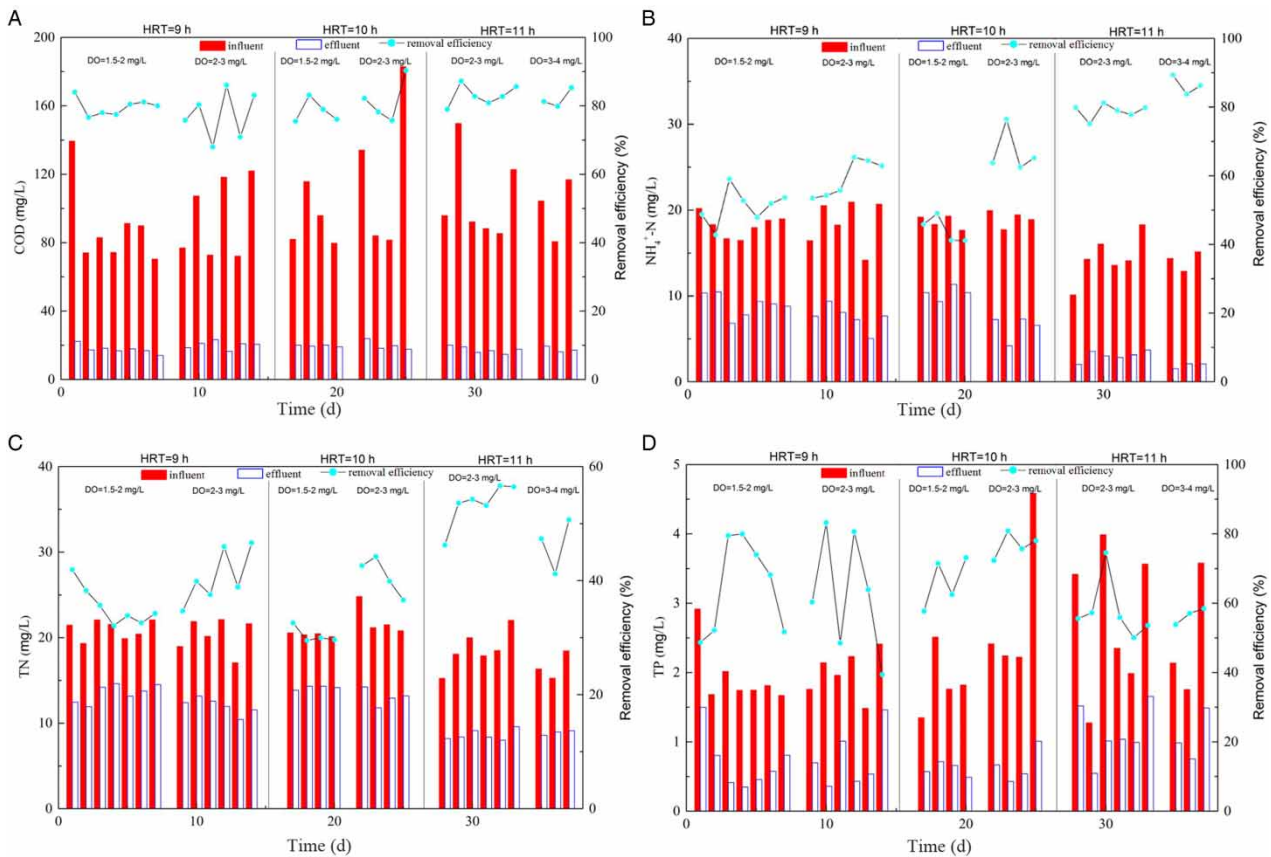 A
HRT=9 h HRT=10 h HRT=11 h
influent effluent removal efficiency
DO=1.5-2 mg/L DO=2-3 mg/L DO=1.5-2 mg/L DO=2-3 mg/L DO=2-3 mg/L DO=3-4 mg/L
200
160
120
80
40
0
COD (mg/L)
100
80
60
40
20
0
Removal efficiency (%)
0 10 20 30
Time (d)
B
HRT=9 h HRT=10 h HRT=11 h
influent effluent removal efficiency
DO=1.5-2 mg/L DO=2-3 mg/L DO=1.5-2 mg/L DO=2-3 mg/L DO=2-3 mg/L DO=3-4 mg/L
40
30
20
10
0
NH₄⁺-N (mg/L)
100
80
60
40
20
0
Removal efficiency (%)
0 10 20 30
Time (d)
C
HRT=9 h HRT=10 h HRT=11 h
influent effluent removal efficiency
DO=1.5-2 mg/L DO=2-3 mg/L DO=1.5-2 mg/L DO=2-3 mg/L DO=2-3 mg/L DO=3-4 mg/L
40
30
20
10
0
TN (mg/L)
60
40
20
0
Removal efficiency (%)
0 10 20 30
Time (d)
D
HRT=9 h HRT=10 h HRT=11 h
influent effluent removal efficiency
DO=1.5-2 mg/L DO=2-3 mg/L DO=1.5-2 mg/L DO=2-3 mg/L DO=2-3 mg/L DO=3-4 mg/L
5
4
3
2
1
0
TP (mg/L)
100
80
60
40
20
0
Removal efficiency (%)
0 10 20 30
Time (d)